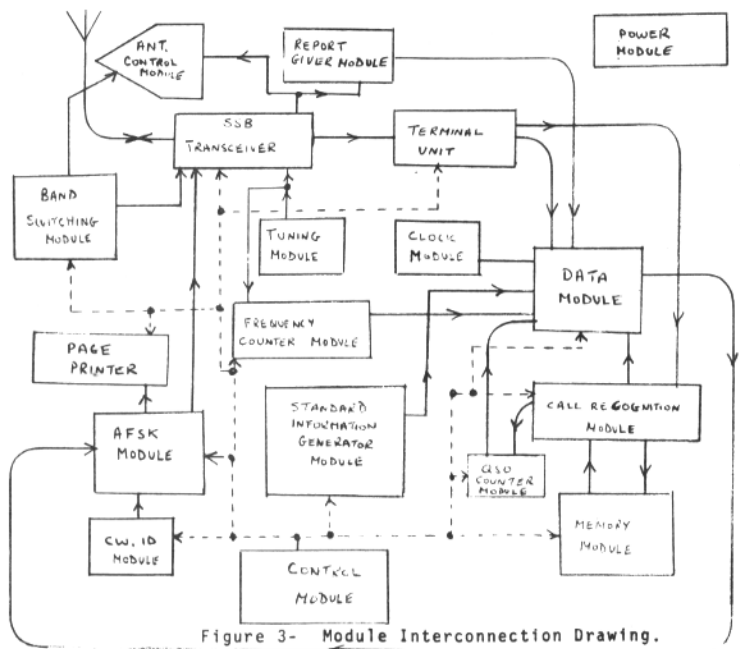 ANT.
CONTROL
MODULE
REPORT
GIVER MODULE
POWER
MODULE
SSB
TRANSCEIVER
TERMINAL
UNIT
BAND
SWITCHING
MODULE
TUNING
MODULE
CLOCK
MODULE
DATA
MODULE
FREQUENCY
COUNTER MODULE
PAGE
PRINTER
STANDARD
INFORMATION
GENERATOR
MODULE
CALL RECOGNITION
MODULE
AFSK
MODULE
QSO
COUNTER
MODULE
CW. ID
MODULE
MEMORY
MODULE
CONTROL
MODULE
Figure 3- Module Interconnection Drawing.